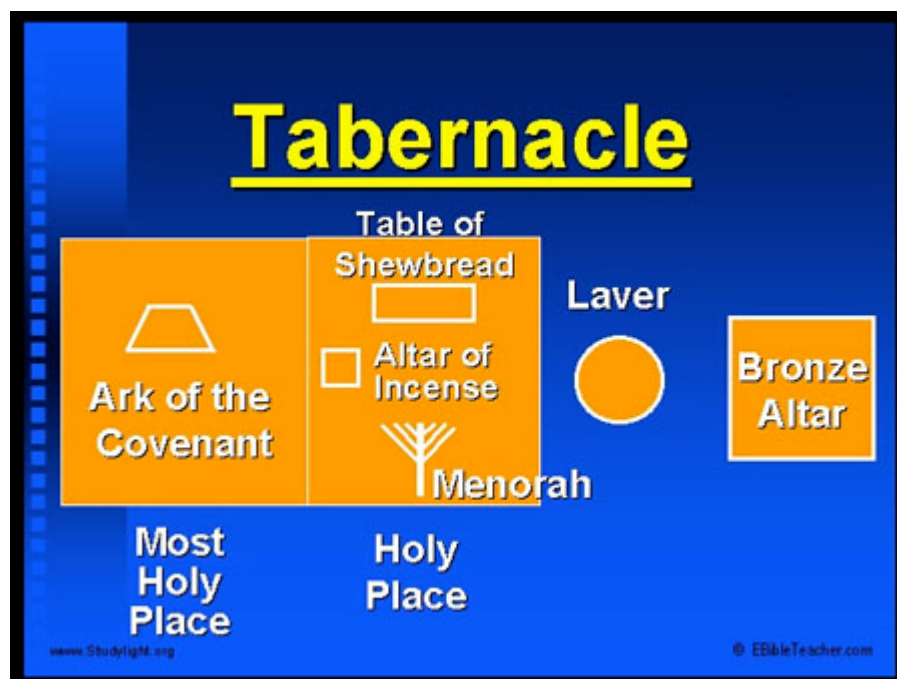 Tabernacle
Table of
Shewbread
Laver
Altar of
Incense
Bronze
Altar
Ark of the
Covenant
Menorah
Most
Holy
Place
Holy
Place
www.Studylight.org
© EBibleTeacher.com